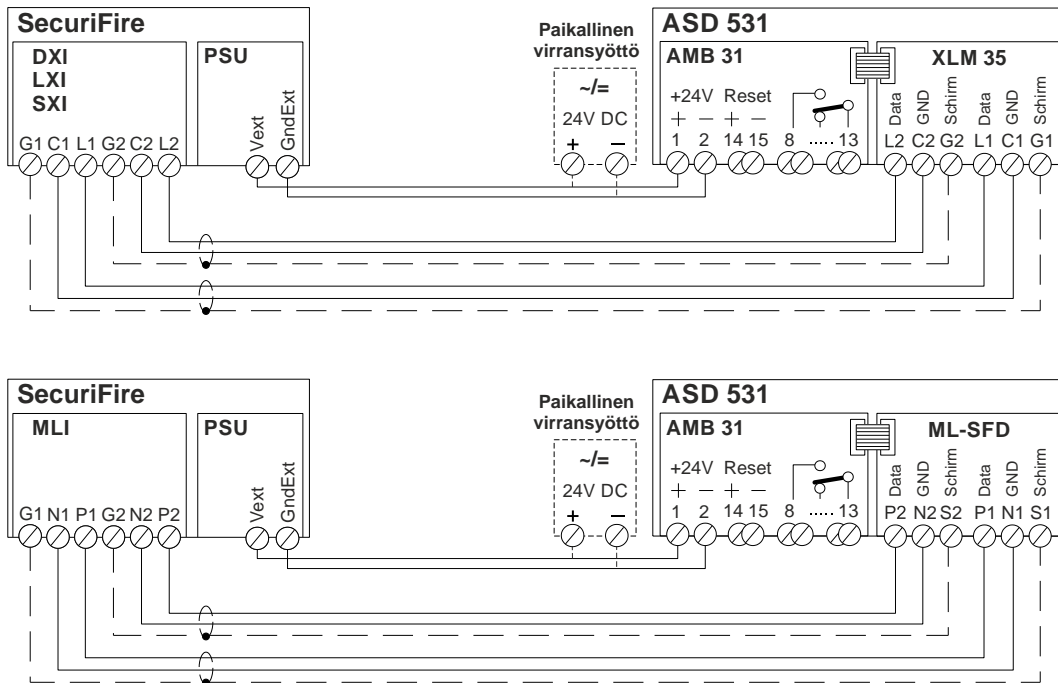 SecuriFire
DXI
LXI
SXI
PSU
G1 C1 L1 G2 C2 L2
Vext
GndExt
Paikallinen
virransyöttö
~/=
24V DC
+ –
ASD 531
AMB 31
XLM 35
+24V Reset
+ – + –
1 2 14 15 8 ..... 13
Data GND Schirm Data GND Schirm
L2 C2 G2 L1 C1 G1
SecuriFire
MLI
PSU
G1 N1 P1 G2 N2 P2
Vext
GndExt
Paikallinen
virransyöttö
~/=
24V DC
+ –
ASD 531
AMB 31
ML-SFD
+24V Reset
+ – + –
1 2 14 15 8 ..... 13
Data GND Schirm Data GND Schirm
P2 N2 S2 P1 N1 S1